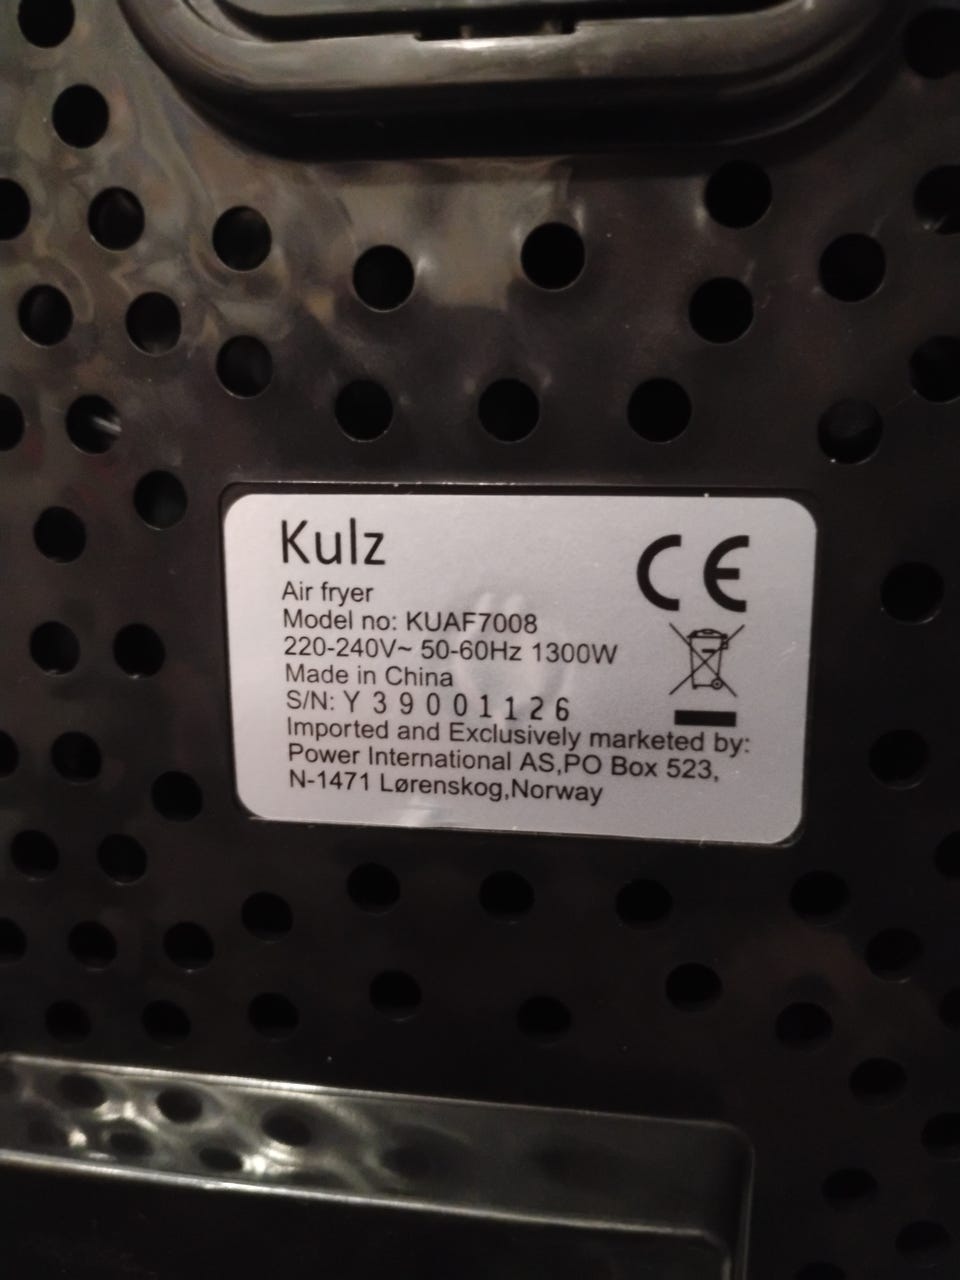 Kulz
CE
Air fryer
Model no: KUAF7008
220-240V~ 50-60Hz 1300W
Made in China
S/N: Y 3 9 0 0 1 1 2 6
Imported and Exclusively marketed by:
Power International AS,PO Box 523,
N-1471 Lørenskog,Norway